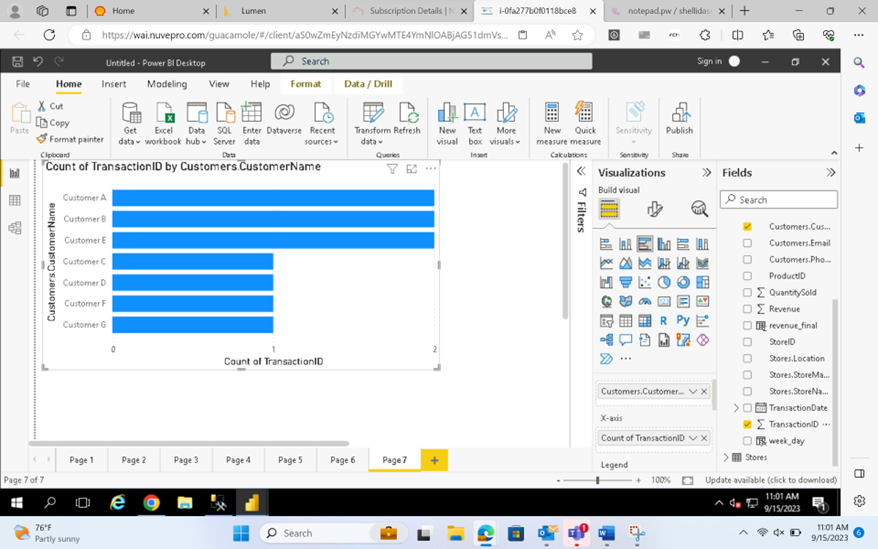 Home
Lumen
Subscription Details | N
i-0fa277b0f0118bce8
notepad.pw / shellidas
https://wai.nuvepro.com/guacamole/#/client/aS0wZmEyNzdiMGYwMTE4YmNlOABjAG51dmVs...
Untitled - Power BI Desktop
Search
Sign in
File Home Insert Modeling View Help Format Data / Drill
Paste
Cut
Copy
Format painter
Get data
Excel workbook
Data hub
SQL Server
Enter data
Dataverse
Recent sources
Transform data
Refresh
New visual
Text box
More visuals
New measure
Quick measure
Sensitivity
Publish
Clipboard Data Queries Insert Calculations Sensitivity Share
Count of TransactionID by Customers.CustomerName
Customers.CustomerName
Customer A
Customer B
Customer E
Customer C
Customer D
Customer F
Customer G
0 1 2
Count of TransactionID
Filters
Visualizations
Build visual
R Py
Customers.Customer...
X-axis
Count of TransactionID
Legend
Fields
Search
Customers.Cus...
Customers.Email
Customers.Pho...
ProductID
QuantitySold
Revenue
revenue_final
StoreID
Stores.Location
Stores.StoreMa...
Stores.StoreNa...
TransactionDate
TransactionID
week_day
Stores
Page 1 Page 2 Page 3 Page 4 Page 5 Page 6 Page 7 +
Page 7 of 7
100%
Update available (click to download)
11:01 AM
9/15/2023
1
76°F
Partly sunny
Search
1
11:01 AM
9/15/2023
6